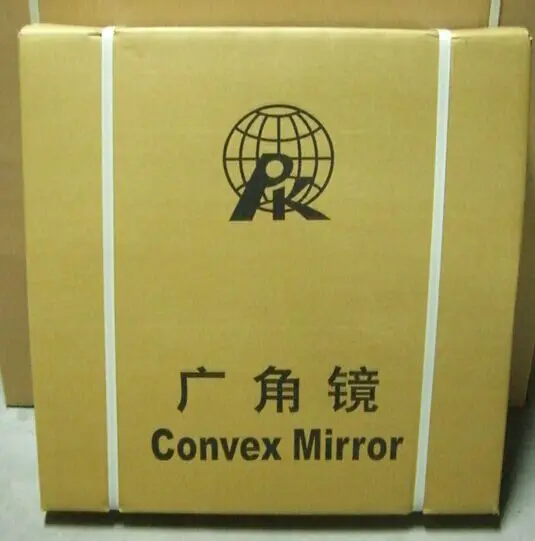 PK
广角镜
Convex Mirror